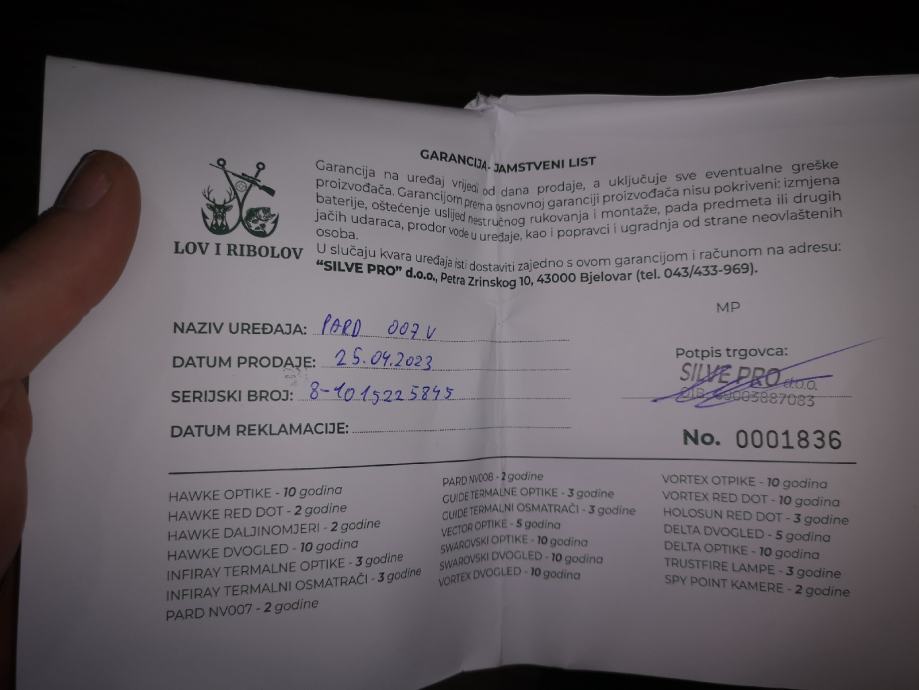 GARANCIJA- JAMSTVENI LIST
Garancija na uređaj vrijedi od dana prodaje, a uključuje sve eventualne greške
proizvođača. Garancijom prema osnovnoj garanciji proizvođača nisu pokriveni: izmjena
baterije, oštećenje uslijed nestručnog rukovanja i montaže, pada predmeta ili drugih
jačih udaraca, prodor vode u uređaje, kao i popravci i ugradnja od strane neovlaštenih
osoba.
U slučaju kvara uređaja isti dostaviti zajedno s ovom garancijom i računom na adresu:
"SILVE PRO" d.o.o., Petra Zrinskog 10, 43000 Bjelovar (tel. 043/433-969).
LOV I RIBOLOV
MP
NAZIV UREĐAJA: PARD 007V
DATUM PRODAJE: 25.04.2023
SERIJSKI BROJ: 8-1015225845
DATUM REKLAMACIJE:
Potpis trgovca:
SILVE PRO d.o.o.
No. 0001836
HAWKE OPTIKE - 10 godina
HAWKE RED DOT - 2 godine
HAWKE DALJINOMJERI - 2 godine
HAWKE DVOGLED - 10 godina
INFIRAY TERMALNE OPTIKE - 3 godine
INFIRAY TERMALNI OSMATRAČI - 3 godine
PARD NV007 - 2 godine
PARD NV008 - 2 godine
GUIDE TERMALNE OPTIKE - 3 godine
GUIDE TERMALNI OSMATRAČI - 3 godine
VECTOR OPTIKE - 5 godina
SWAROVSKI OPTIKE - 10 godina
SWAROVSKI DVOGLED - 10 godina
VORTEX DVOGLED - 10 godina
VORTEX OTPIKE - 10 godina
VORTEX RED DOT - 10 godina
HOLOSUN RED DOT - 3 godine
DELTA DVOGLED - 5 godina
DELTA OPTIKE - 10 godina
TRUSTFIRE LAMPE - 3 godine
SPY POINT KAMERE - 2 godine